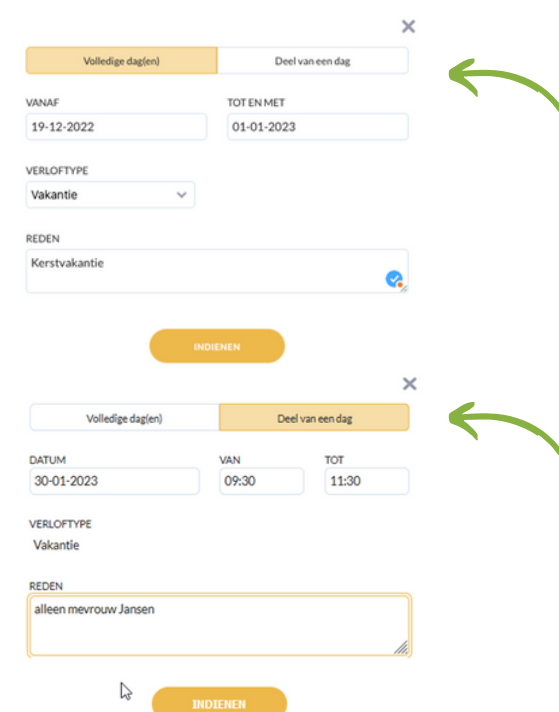 Volledige dag(en) Deel van een dag
VANAF TOT EN MET
19-12-2022 01-01-2023
VERLOFTYPE
Vakantie
REDEN
Kerstvakantie
INDIENEN
Volledige dag(en) Deel van een dag
DATUM VAN TOT
30-01-2023 09:30 11:30
VERLOFTYPE
Vakantie
REDEN
alleen mevrouw Jansen
INDIENEN